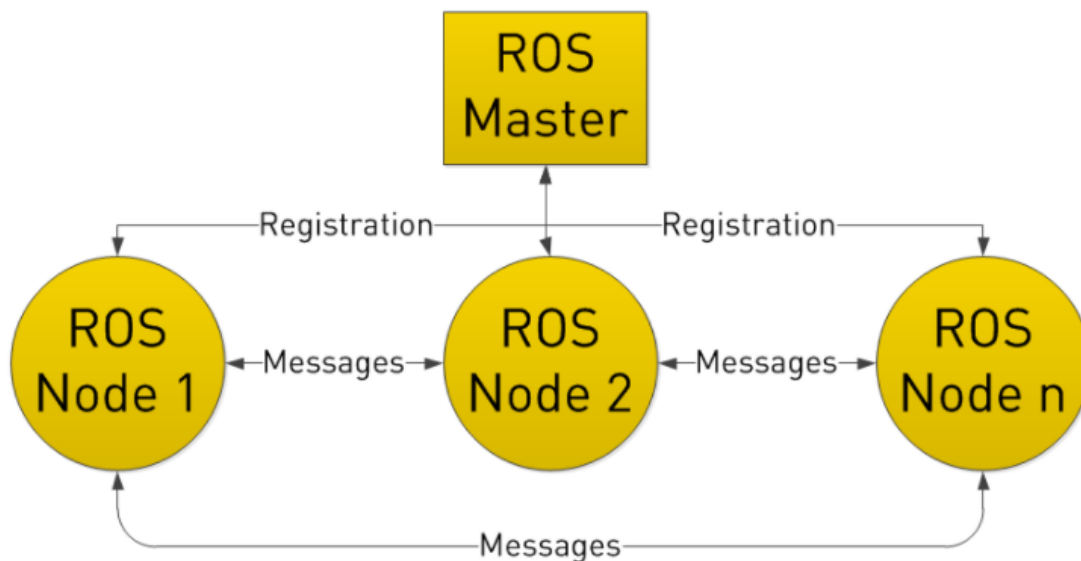 ROS
Master
Registration
Registration
ROS
Node 1
Messages
ROS
Node 2
Messages
ROS
Node n
Messages